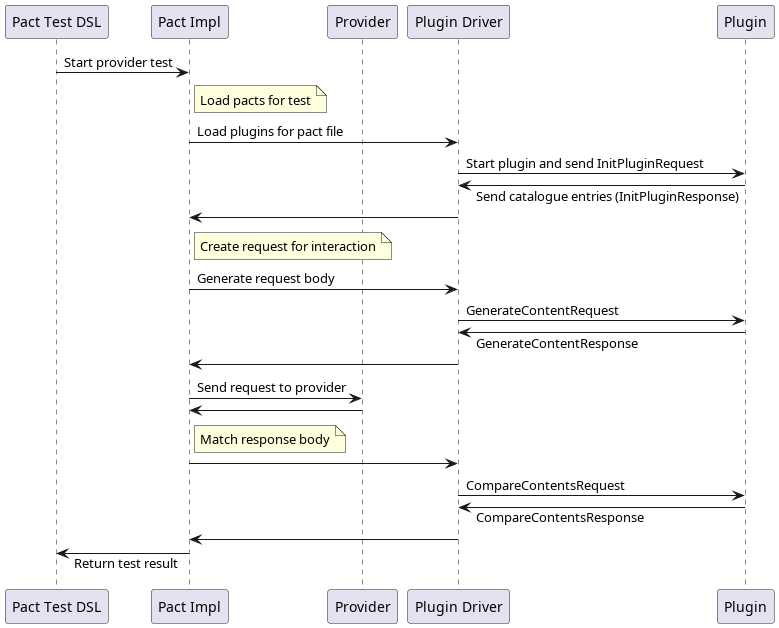 Pact Test DSL
Pact Impl
Provider
Plugin Driver
Plugin
Start provider test
Load pacts for test
Load plugins for pact file
Start plugin and send InitPluginRequest
Send catalogue entries (InitPluginResponse)
Create request for interaction
Generate request body
GenerateContentRequest
GenerateContentResponse
Send request to provider
Match response body
CompareContentsRequest
CompareContentsResponse
Return test result
Pact Test DSL
Pact Impl
Provider
Plugin Driver
Plugin